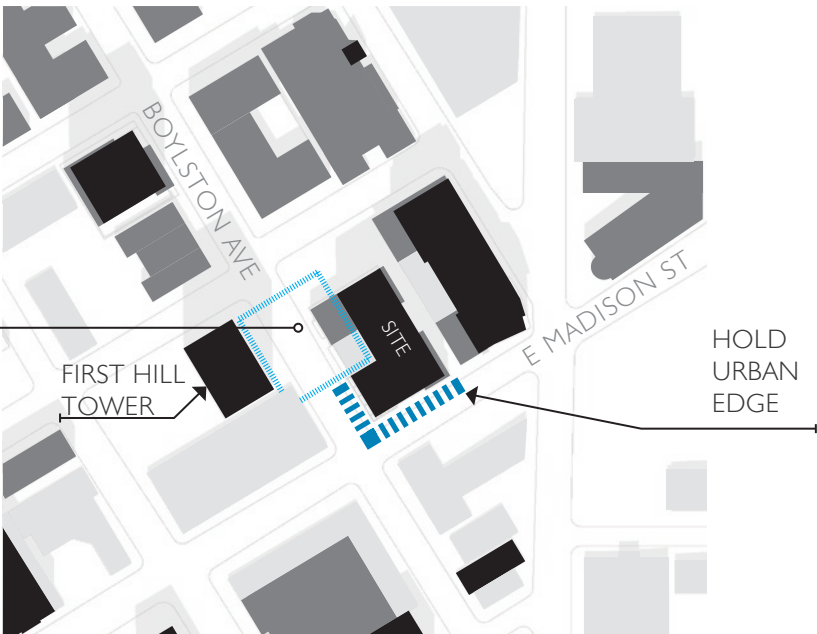 BOYLSTON AVE
SITE
E MADISON ST
FIRST HILL
TOWER
HOLD
URBAN
EDGE